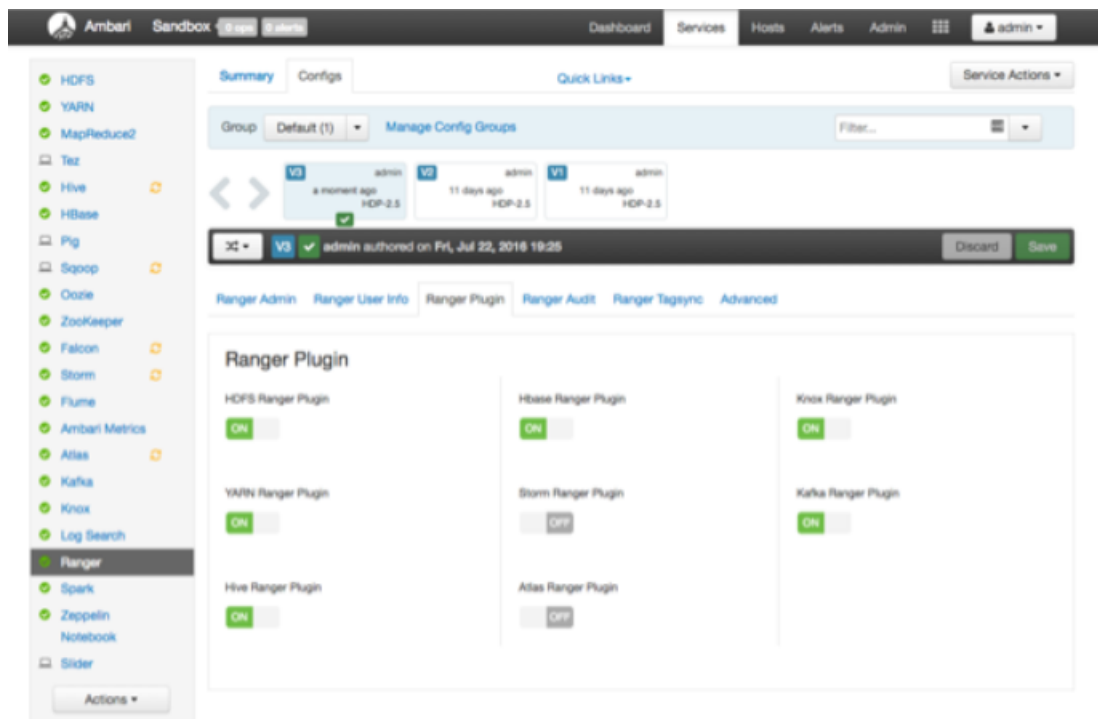 Ambari Sandbox 0 ops 0 alerts Dashboard Services Hosts Alerts Admin admin
HDFS
YARN
MapReduce2
Tez
Hive
HBase
Pig
Sqoop
Oozie
ZooKeeper
Falcon
Storm
Flume
Ambari Metrics
Atlas
Kafka
Knox
Log Search
Ranger
Spark
Zeppelin
Notebook
Slider
Actions
Summary Configs Quick Links Service Actions
Group Default (1) Manage Config Groups Filter...
V3 admin
a moment ago
HDP-2.5
V2 admin
11 days ago
HDP-2.5
V1 admin
11 days ago
HDP-2.5
V3 admin authored on Fri, Jul 22, 2016 19:25 Discard Save
Ranger Admin Ranger User Info Ranger Plugin Ranger Audit Ranger Tagsync Advanced
Ranger Plugin
HDFS Ranger Plugin Hbase Ranger Plugin Knox Ranger Plugin
ON ON ON
YARN Ranger Plugin Storm Ranger Plugin Kafka Ranger Plugin
ON OFF ON
Hive Ranger Plugin Atlas Ranger Plugin
ON OFF